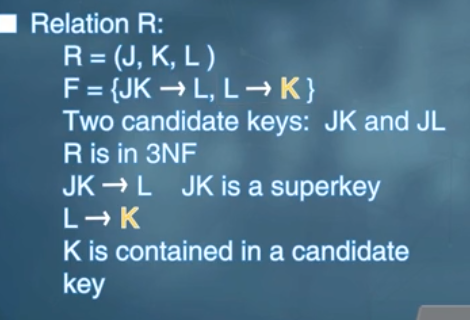 Relation R:
R = (J, K, L )
F = {JK → L, L → K }
Two candidate keys:  JK and JL
R is in 3NF
JK → L    JK is a superkey
L → K
K is contained in a candidate
key